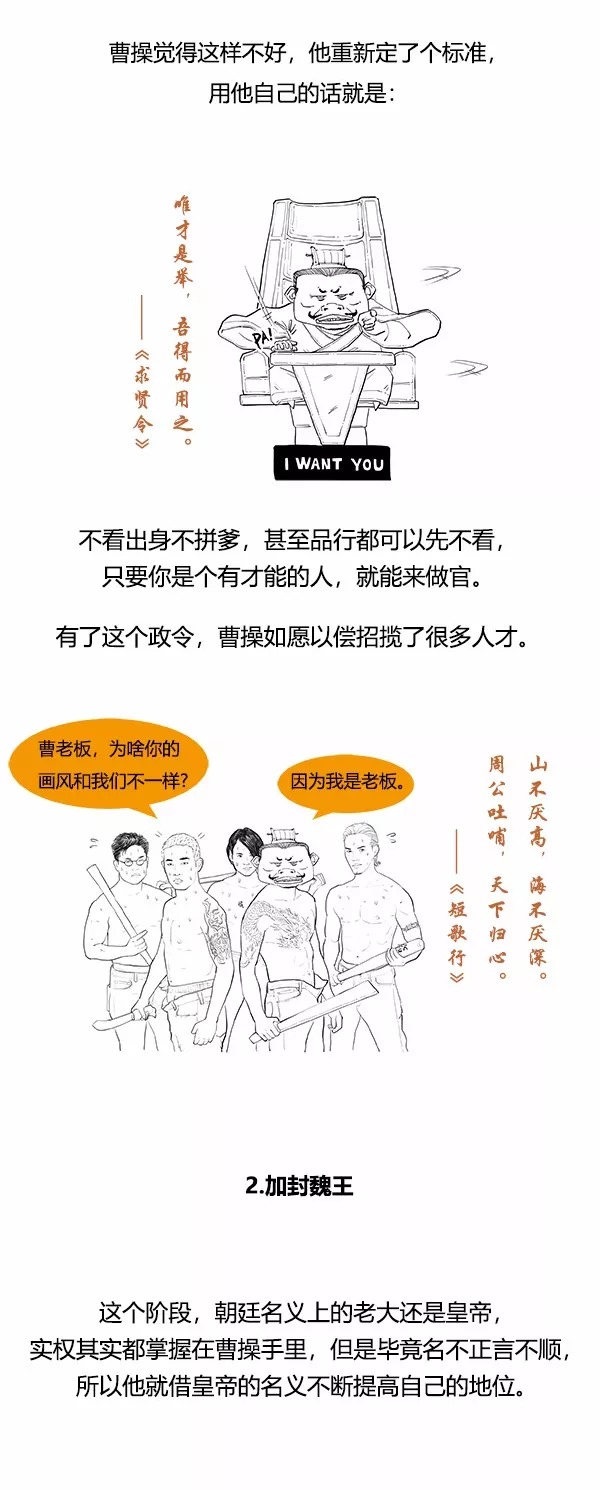 曹操觉得这样不好，他重新定了个标准，
用他自己的话就是：
唯才是举，吾得而用之。
——《求贤令》
PA!
I WANT YOU
不看出身不拼爹，甚至品行都可以先不看，
只要你是个有才能的人，就能来做官。
有了这个政令，曹操如愿以偿招揽了很多人才。
曹老板，为啥你的
画风和我们不一样?
因为我是老板。
山不厌高，海不厌深。
周公吐哺，天下归心。
——《短歌行》
2.加封魏王
这个阶段，朝廷名义上的老大还是皇帝，
实权其实都掌握在曹操手里，但是毕竟名不正言不顺，
所以他就借皇帝的名义不断提高自己的地位。